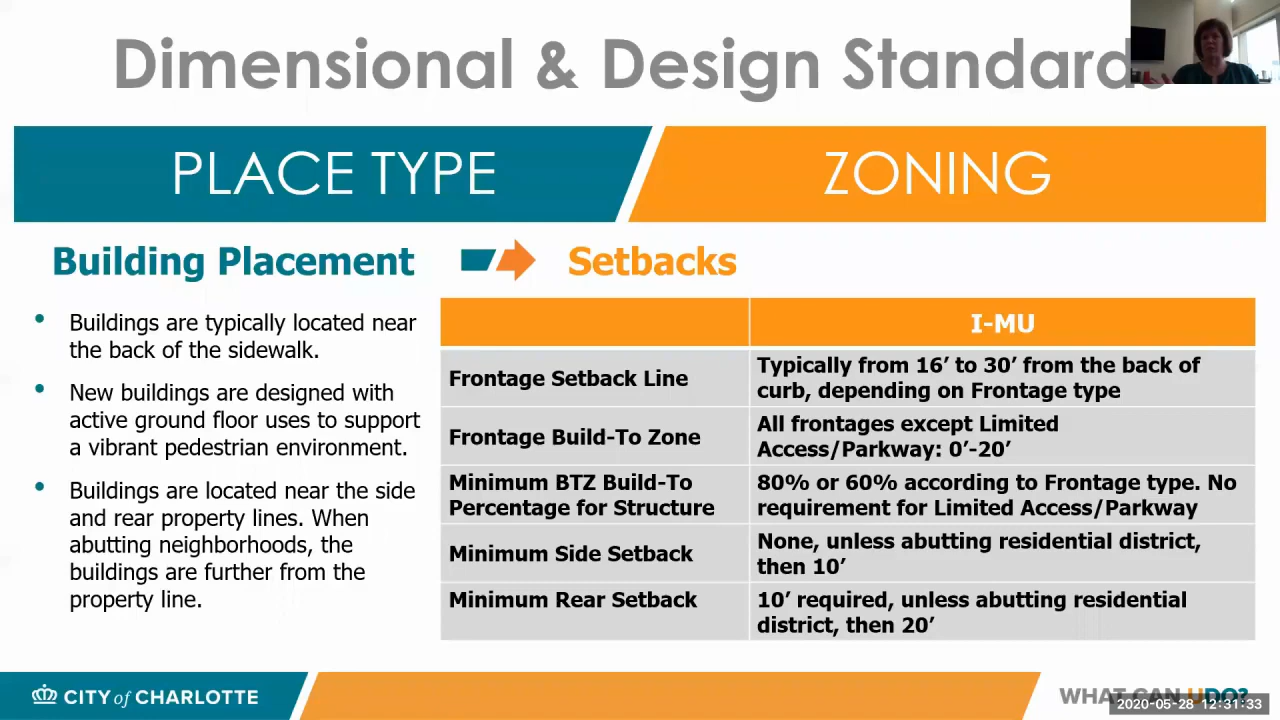 Dimensional & Design Standards
PLACE TYPE
ZONING
Building Placement
Setbacks
• Buildings are typically located near
the back of the sidewalk.
• New buildings are designed with
active ground floor uses to support
a vibrant pedestrian environment.
• Buildings are located near the side
and rear property lines. When
abutting neighborhoods, the
buildings are further from the
property line.
I-MU
Frontage Setback Line
Typically from 16’ to 30’ from the back of
curb, depending on Frontage type
Frontage Build-To Zone
All frontages except Limited
Access/Parkway: 0’-20’
Minimum BTZ Build-To
Percentage for Structure
80% or 60% according to Frontage type. No
requirement for Limited Access/Parkway
Minimum Side Setback
None, unless abutting residential district,
then 10’
Minimum Rear Setback
10’ required, unless abutting residential
district, then 20’
CITY of CHARLOTTE
WHAT CAN U DO?
2020-05-28 12:31:33